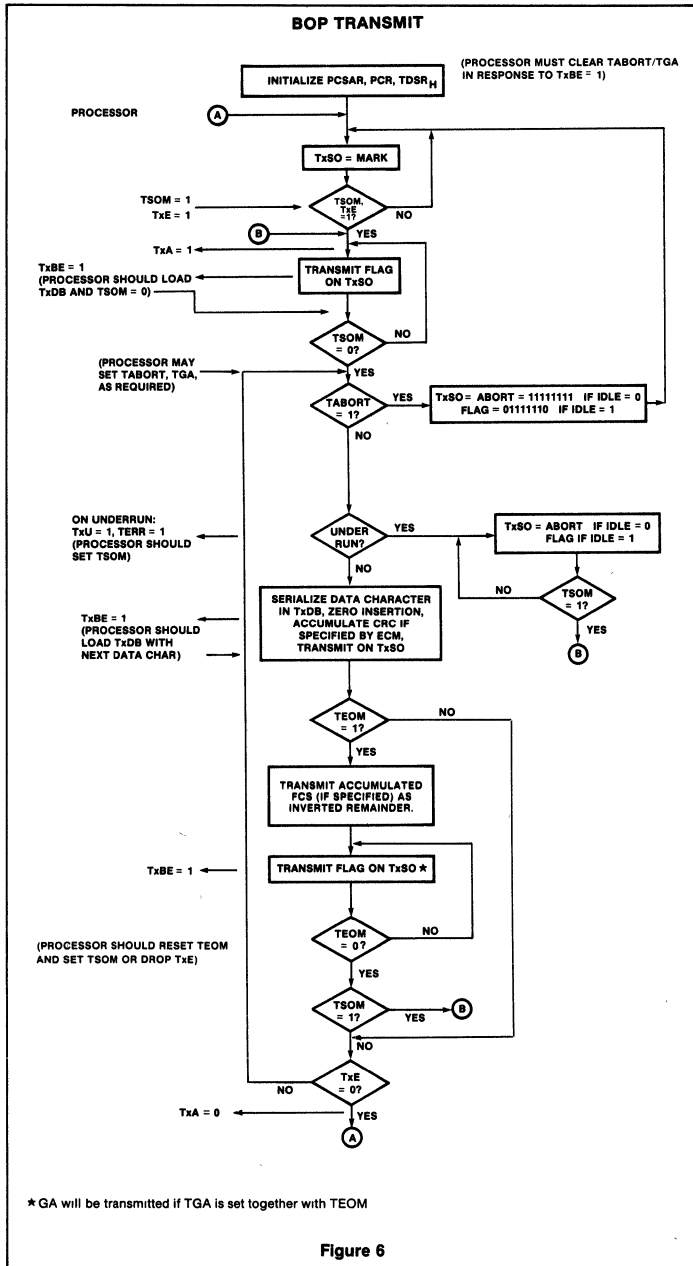 BOP TRANSMIT
INITIALIZE PCSAR, PCR, TDSRH
(PROCESSOR MUST CLEAR TABORT/TGA
IN RESPONSE TO TxBE = 1)
PROCESSOR
A
TxSO = MARK
TSOM = 1
TxE = 1
TSOM,
TxE
=1?
NO
YES
B
TxA = 1
TxBE = 1
(PROCESSOR SHOULD LOAD
TxDB AND TSOM = 0)
TRANSMIT FLAG
ON TxSO
TSOM
= 0?
NO
YES
(PROCESSOR MAY
SET TABORT, TGA,
AS REQUIRED)
TABORT
= 1?
YES
TxSO = ABORT = 11111111 IF IDLE = 0
FLAG = 01111110 IF IDLE = 1
NO
ON UNDERRUN:
TxU = 1, TERR = 1
(PROCESSOR SHOULD
SET TSOM)
UNDER
RUN?
YES
TxSO = ABORT IF IDLE = 0
FLAG IF IDLE = 1
NO
TSOM
= 1?
NO
YES
B
TxBE = 1
(PROCESSOR SHOULD
LOAD TxDB WITH
NEXT DATA CHAR)
SERIALIZE DATA CHARACTER
IN TxDB, ZERO INSERTION,
ACCUMULATE CRC IF
SPECIFIED BY ECM,
TRANSMIT ON TxSO
TEOM
= 1?
NO
YES
TRANSMIT ACCUMULATED
FCS (IF SPECIFIED) AS
INVERTED REMAINDER.
TxBE = 1
TRANSMIT FLAG ON TxSO★
(PROCESSOR SHOULD RESET TEOM
AND SET TSOM OR DROP TxE)
TEOM
= 0?
NO
YES
TSOM
= 1?
YES
B
NO
TxE
= 0?
NO
YES
TxA = 0
A
★ GA will be transmitted if TGA is set together with TEOM
Figure 6